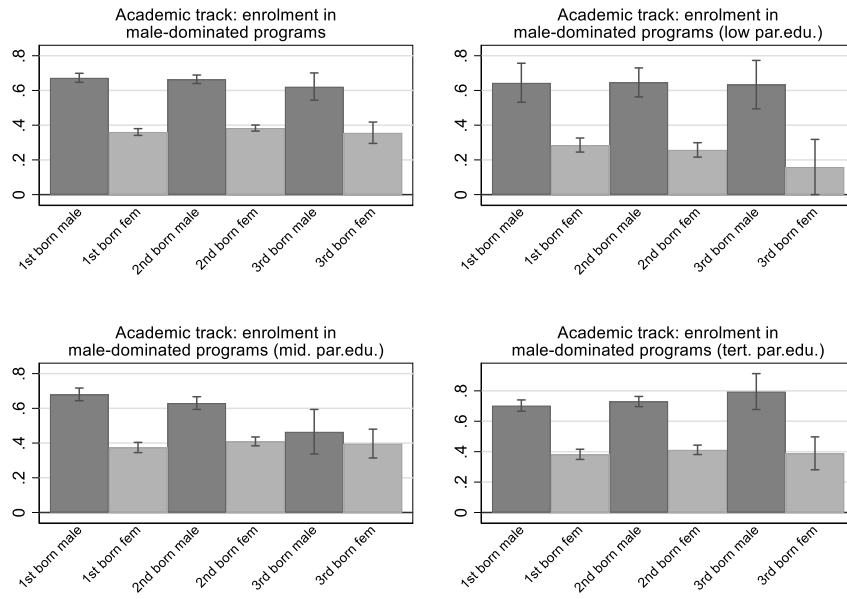 Academic track: enrolment in
male-dominated programs
.8
.6
.4
.2
0
1st born male
1st born fem
2nd born male
2nd born fem
3rd born male
3rd born fem
Academic track: enrolment in
male-dominated programs (low par.edu.)
.8
.6
.4
.2
0
1st born male
1st born fem
2nd born male
2nd born fem
3rd born male
3rd born fem
Academic track: enrolment in
male-dominated programs (mid. par.edu.)
.8
.6
.4
.2
0
1st born male
1st born fem
2nd born male
2nd born fem
3rd born male
3rd born fem
Academic track: enrolment in
male-dominated programs (tert. par.edu.)
.8
.6
.4
.2
0
1st born male
1st born fem
2nd born male
2nd born fem
3rd born male
3rd born fem